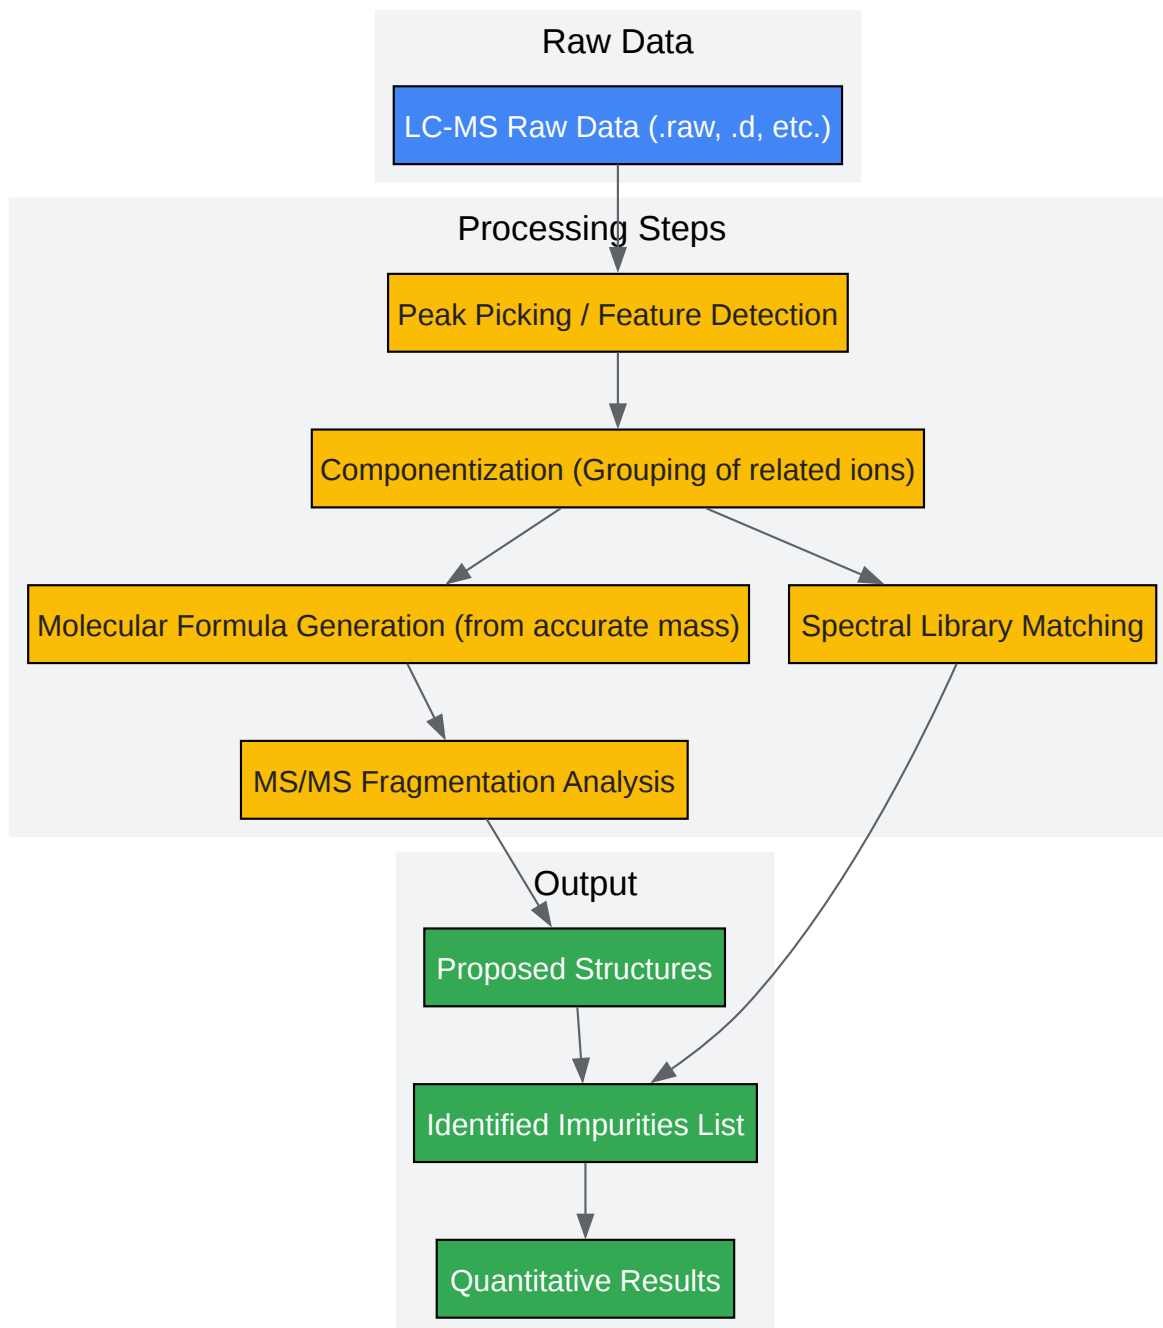 Raw Data
LC-MS Raw Data (.raw, .d, etc.)
Processing Steps
Peak Picking / Feature Detection
Componentization (Grouping of related ions)
Molecular Formula Generation (from accurate mass)
Spectral Library Matching
MS/MS Fragmentation Analysis
Output
Proposed Structures
Identified Impurities List
Quantitative Results